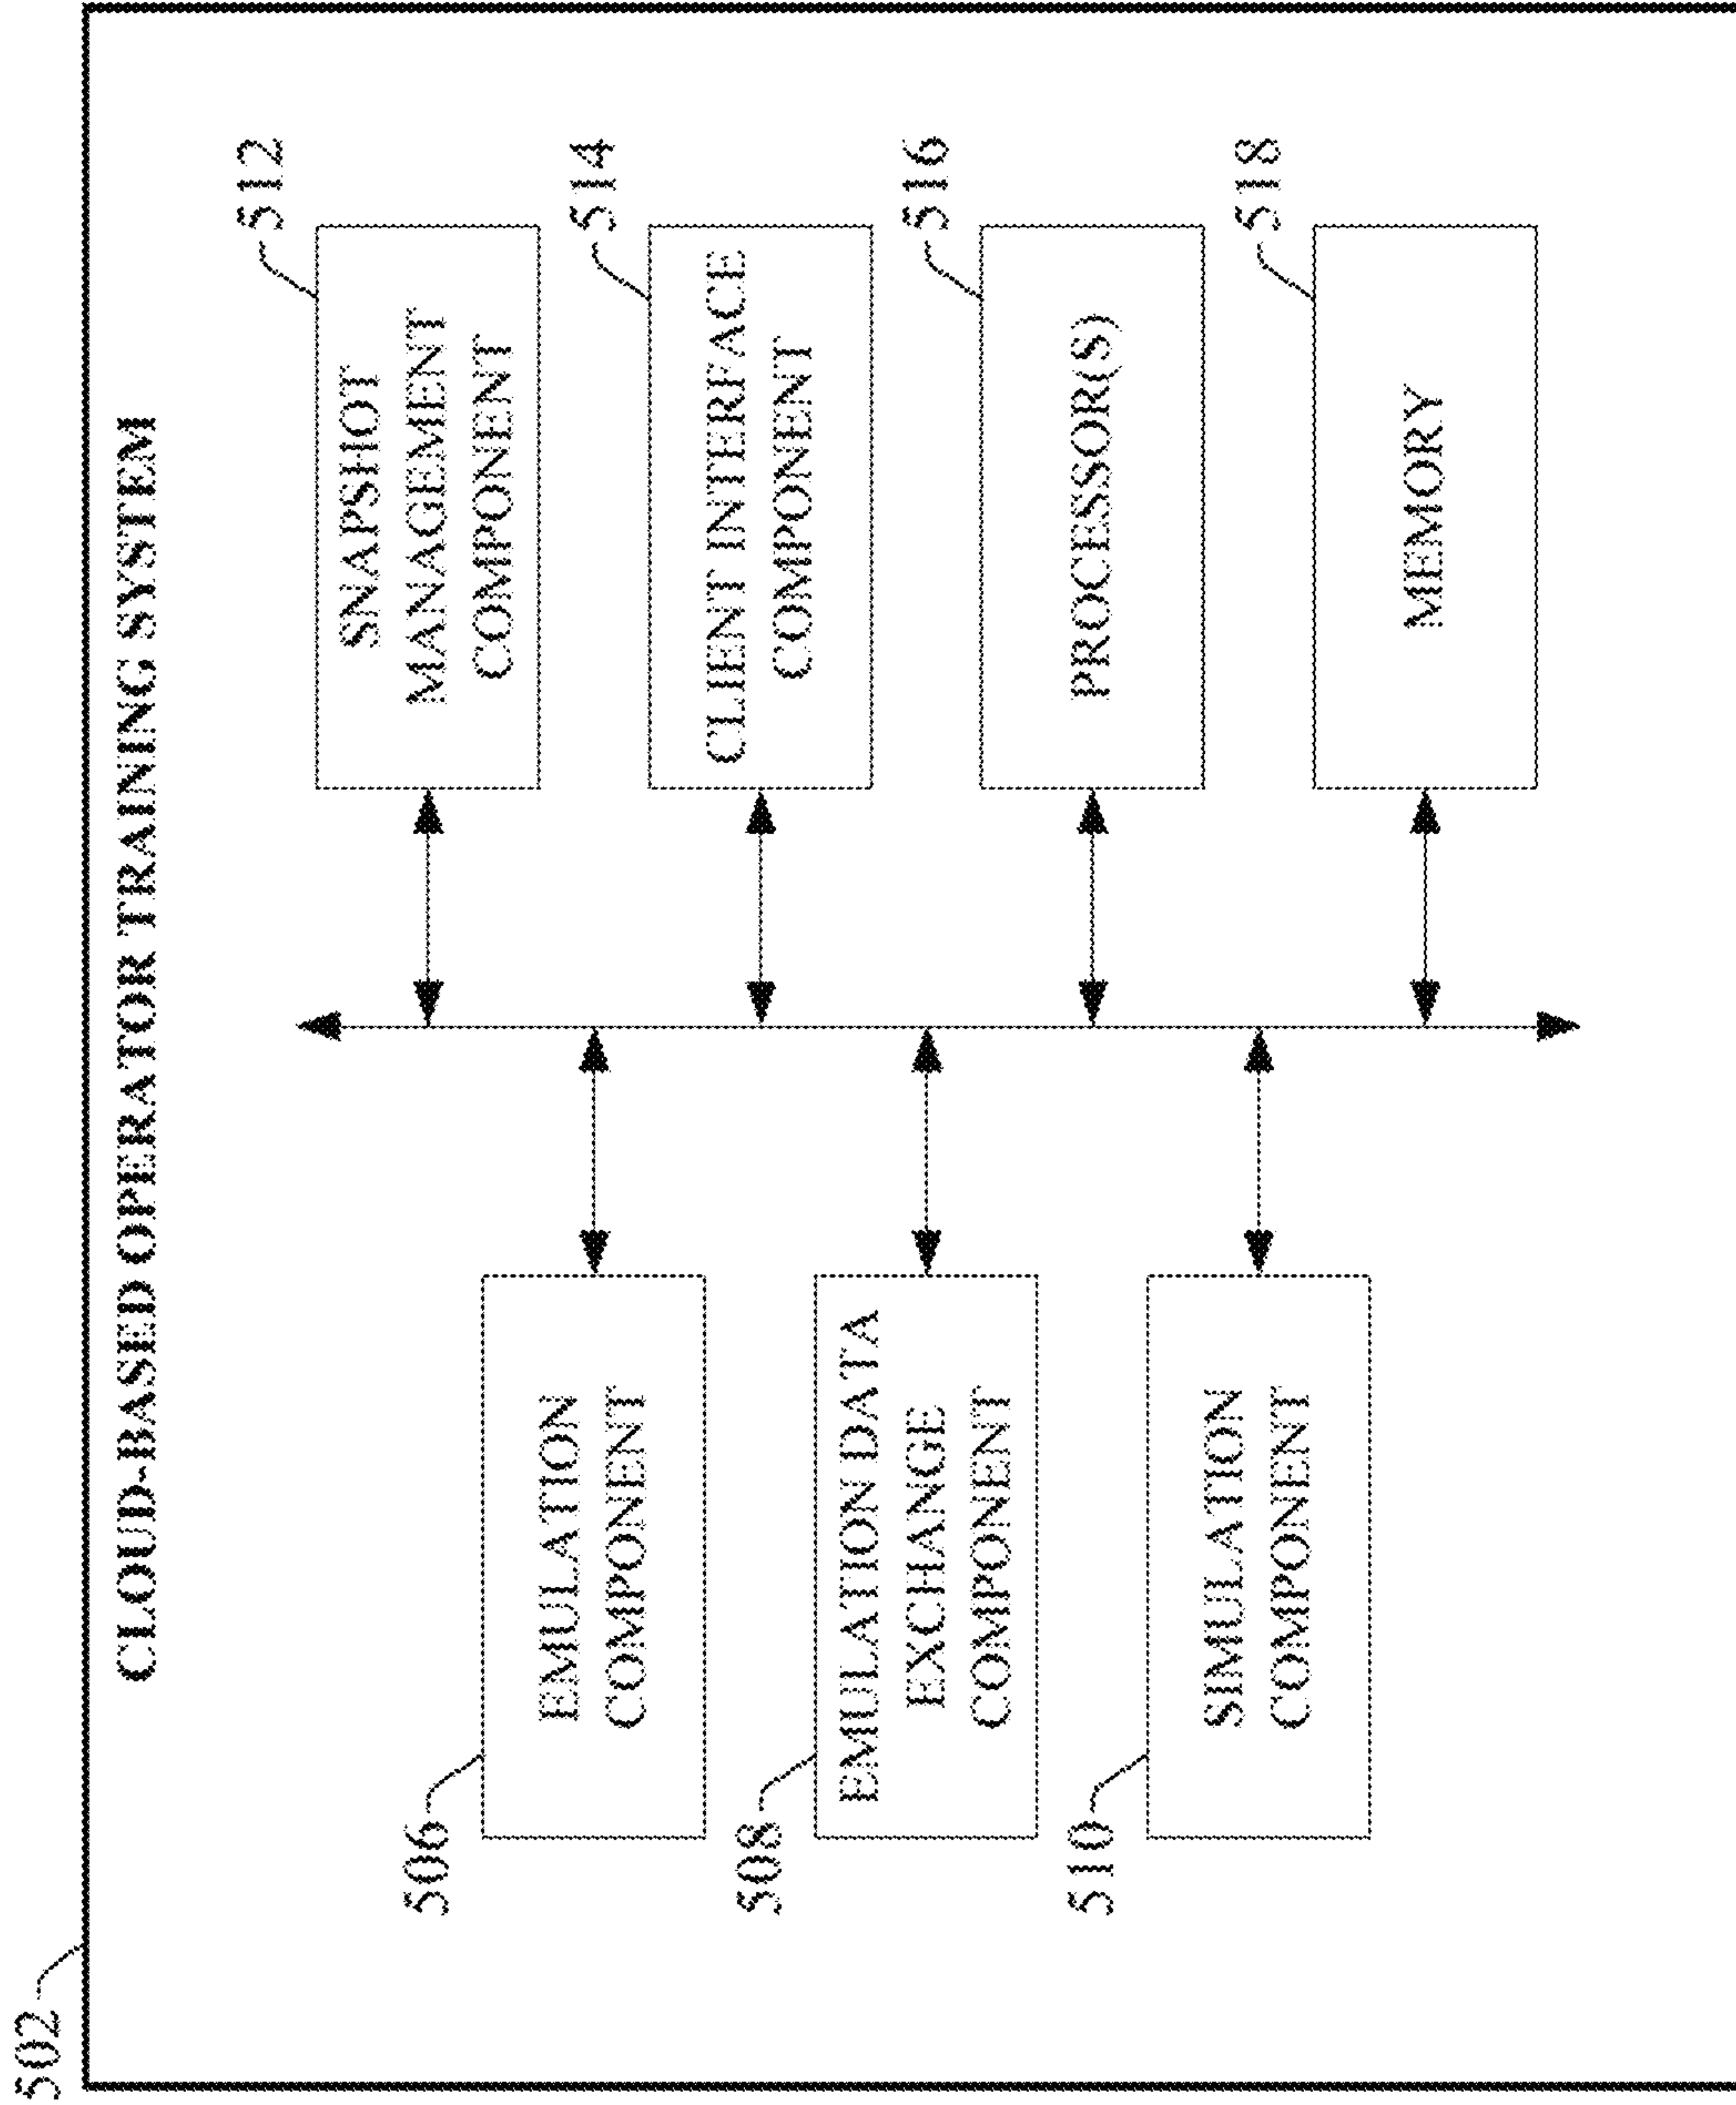 502
CLOUD-BASED OPERATOR TRAINING SYSTEM
506
EMULATION
COMPONENT
508
EMULATION DATA
EXCHANGE
COMPONENT
510
SIMULATION
COMPONENT
512
SNAPSHOT
MANAGEMENT
COMPONENT
514
CLIENT INTERFACE
COMPONENT
516
PROCESSOR(S)
518
MEMORY